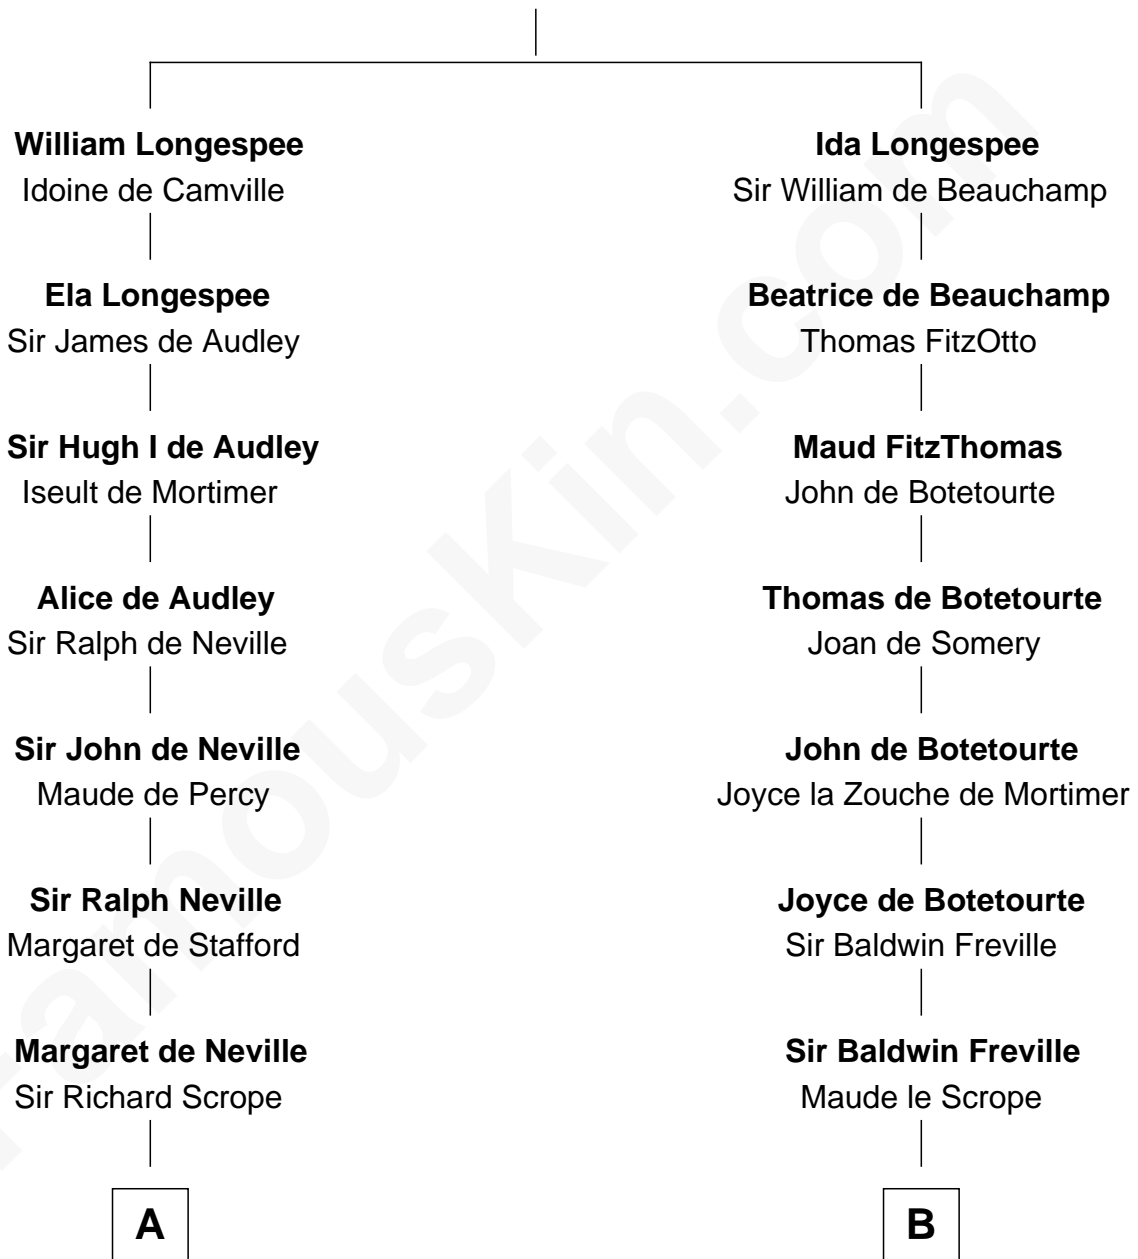 William Longespee
Idoine de Camville
Ela Longespee
Sir James de Audley
Sir Hugh I de Audley
Iseult de Mortimer
Alice de Audley
Sir Ralph de Neville
Sir John de Neville
Maude de Percy
Sir Ralph Neville
Margaret de Stafford
Margaret de Neville
Sir Richard Scrope
A
Ida Longespee
Sir William de Beauchamp
Beatrice de Beauchamp
Thomas FitzOtto
Maud FitzThomas
John de Botetourte
Thomas de Botetourte
Joan de Somery
John de Botetourte
Joyce la Zouche de Mortimer
Joyce de Botetourte
Sir Baldwin Freville
Sir Baldwin Freville
Maude le Scrope
B
FamousKin.com